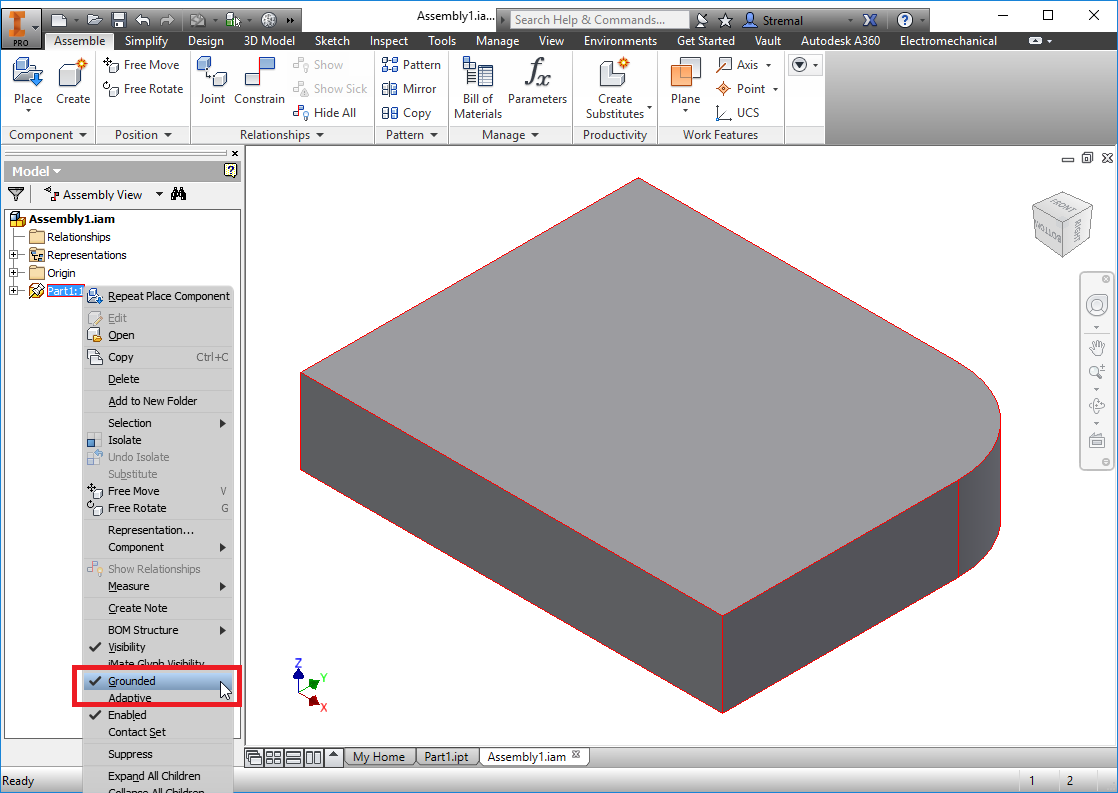 Assembly1.ia...
Search Help & Commands...
Stremal
PRO
Assemble Simplify Design 3D Model Sketch Inspect Tools Manage View Environments Get Started Vault Autodesk A360 Electromechanical
Place
Create
Component
Free Move
Free Rotate
Position
Joint
Constrain
Show
Show Sick
Hide All
Relationships
Pattern
Mirror
Copy
Pattern
Bill of
Materials
Parameters
Manage
Create
Substitutes
Productivity
Plane
Axis
Point
UCS
Work Features
Model
Assembly View
Assembly1.iam
Relationships
Representations
Origin
Part1:1
Repeat Place Component
Edit
Open
Copy Ctrl+C
Delete
Add to New Folder
Selection
Isolate
Undo Isolate
Substitute
Free Move V
Free Rotate G
Representation...
Component
Show Relationships
Measure
Create Note
BOM Structure
Visibility
iMate Glyph Visibility
Grounded
Adaptive
Enabled
Contact Set
Suppress
Expand All Children
Collapse All Children
FRONT
BOTTOM
RIGHT
Z
Y
X
My Home Part1.ipt Assembly1.iam
Ready 1 2